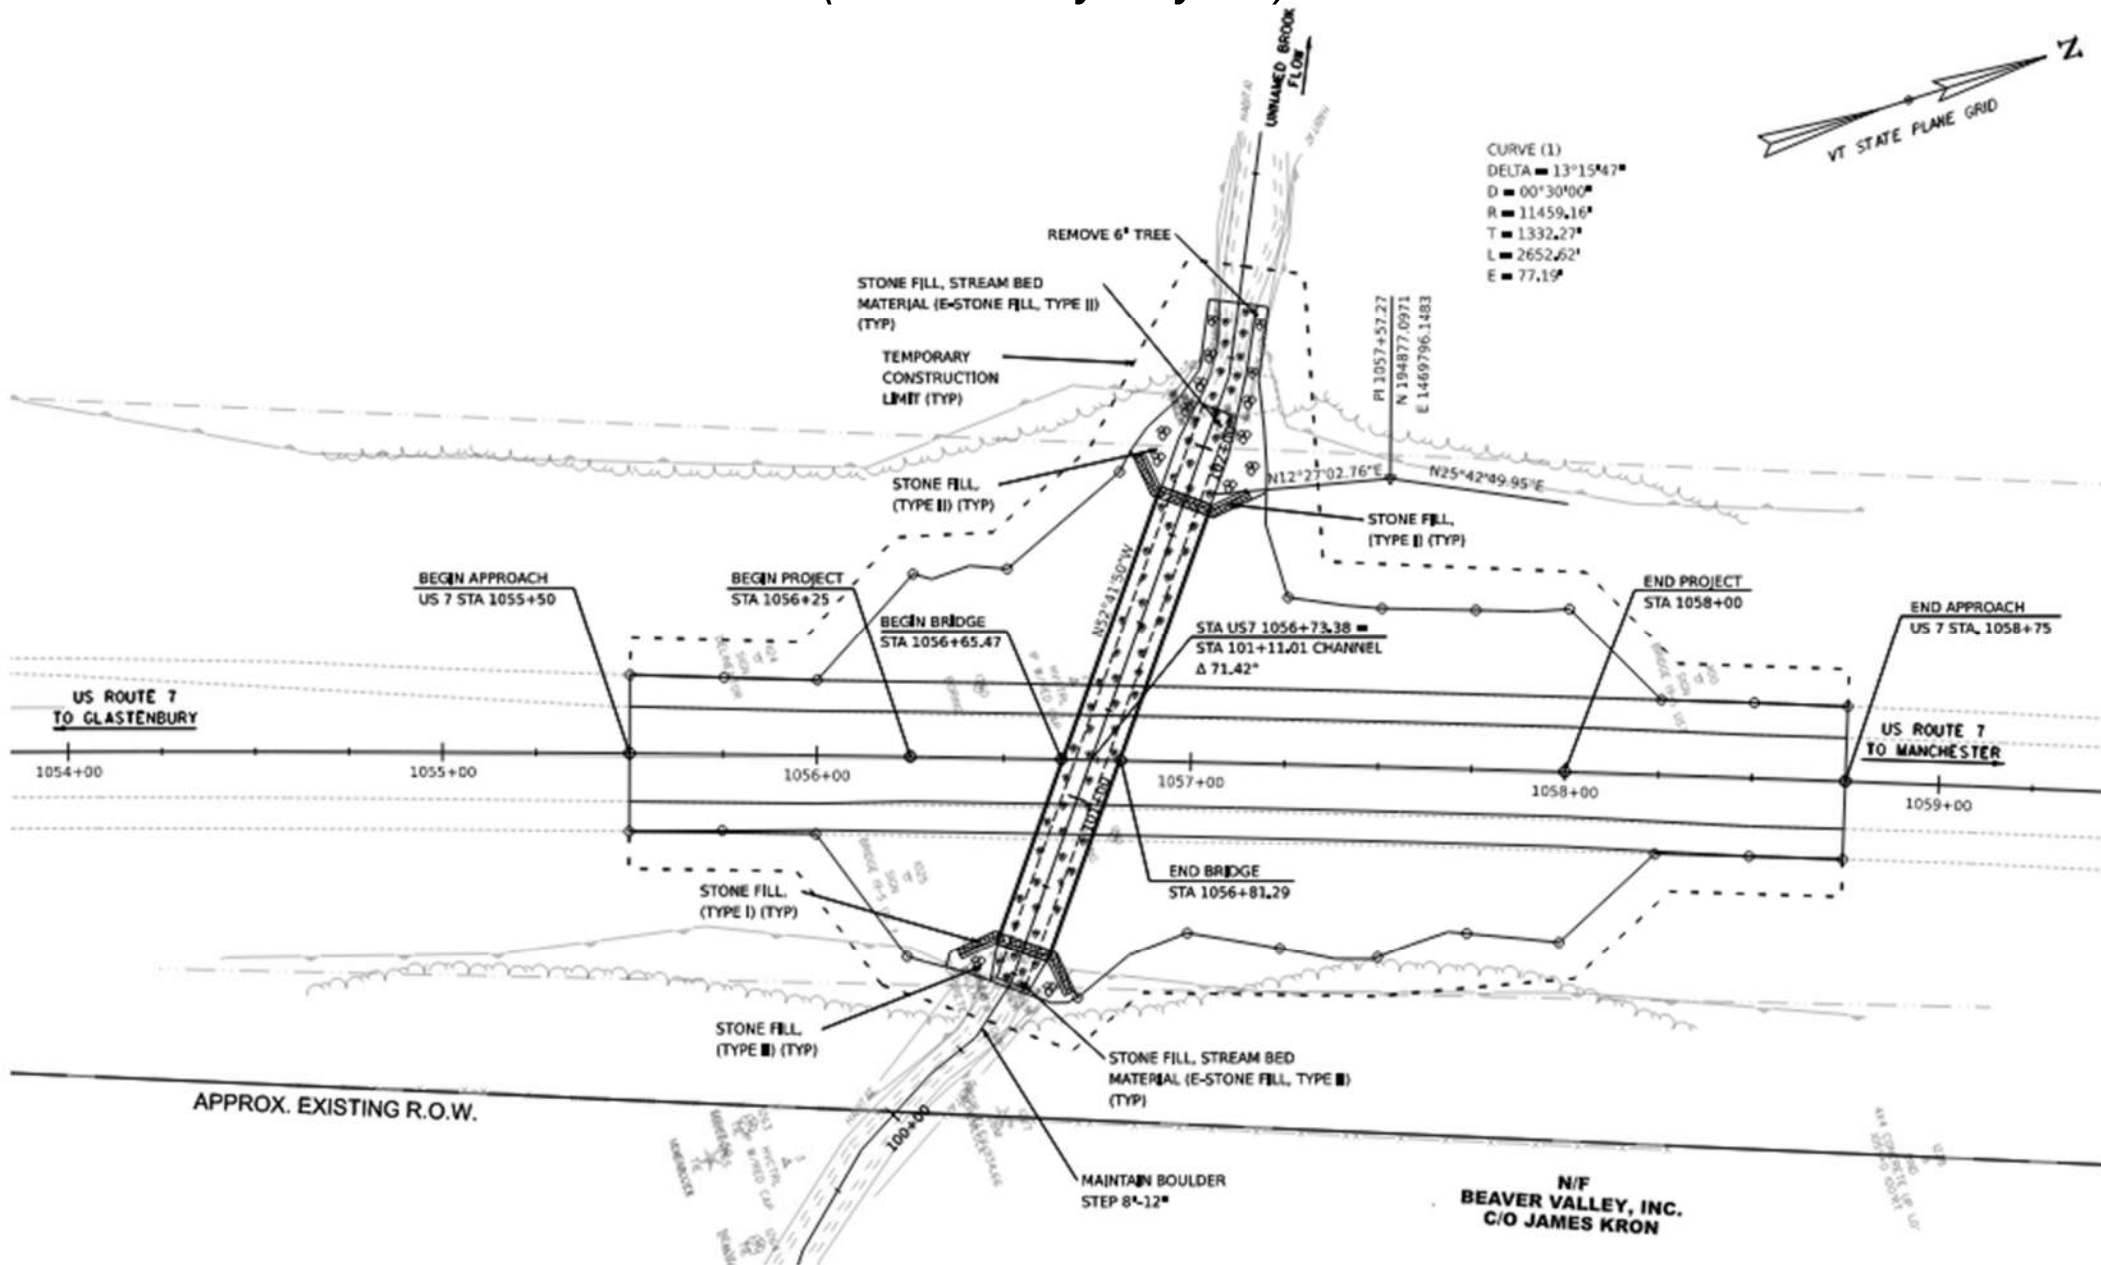 UNNAMED BROOK
FLOW
Z
VT STATE PLANE GRID
CURVE (1)
DELTA = 13°15'47"
D = 00°30'00"
R = 11459.16'
T = 1332.27'
L = 2652.62'
E = 77.19'
REMOVE 6" TREE
STONE FILL, STREAM BED
MATERIAL (E-STONE FILL, TYPE II)
(TYP)
TEMPORARY
CONSTRUCTION
LIMIT (TYP)
PI 1057+57.27
N 194877.0971
E 1469796.1483
STONE FILL,
(TYPE II) (TYP)
N12°27'02.76"E
N25°42'49.95"E
STONE FILL,
(TYPE I) (TYP)
BEGIN APPROACH
US 7 STA 1055+50
BEGIN PROJECT
STA 1056+25
BEGIN BRIDGE
STA 1056+65.47
N52°41'50"W
STA US7 1056+73.38 =
STA 101+11.01 CHANNEL
Δ 71.42°
END PROJECT
STA 1058+00
END APPROACH
US 7 STA. 1058+75
US ROUTE 7
TO GLASTENBURY
US ROUTE 7
TO MANCHESTER
1054+00
1055+00
1056+00
1057+00
1058+00
1059+00
END BRIDGE
STA 1056+81.29
STONE FILL,
(TYPE I) (TYP)
STONE FILL,
(TYPE II) (TYP)
STONE FILL, STREAM BED
MATERIAL (E-STONE FILL, TYPE II)
(TYP)
APPROX. EXISTING R.O.W.
100+00
MAINTAIN BOULDER
STEP 8"-12"
N/F
BEAVER VALLEY, INC.
C/O JAMES KRON